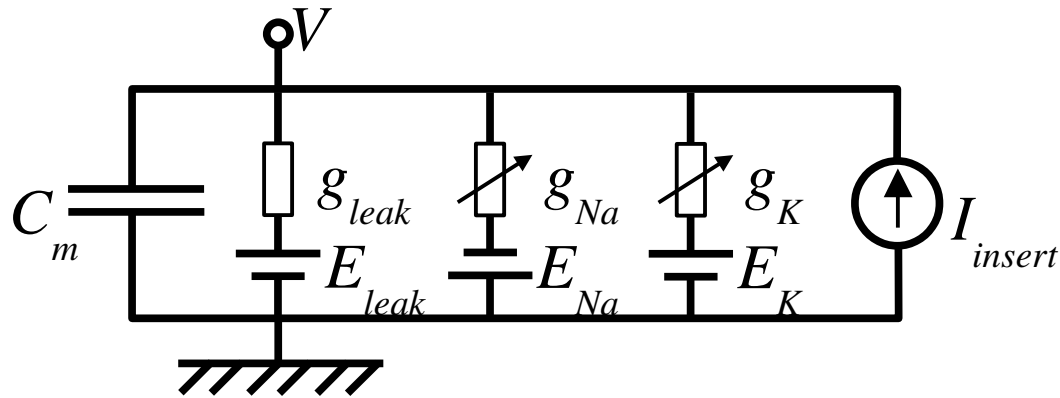 V
C_m
g_leak
g_Na
g_K
E_leak
E_Na
E_K
I_insert